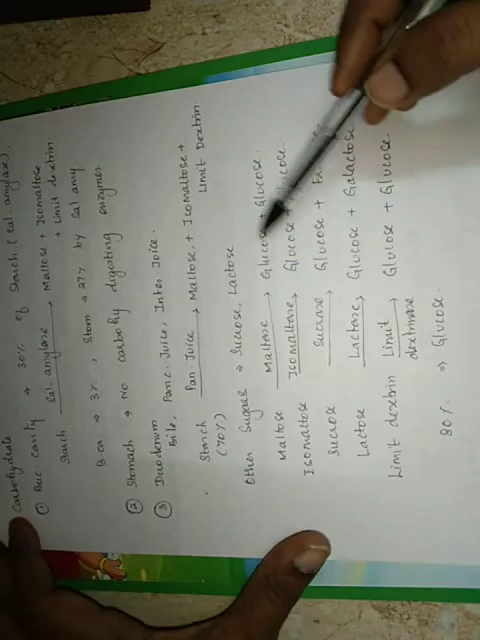 Carbohydrate
① Buc cavity → 30% of Starch (Sal. amylase)
Starch Sal. amylase → Maltose + Isomaltose
+ Limit dextrin
B.ca → 3%, Stom → 27% by Sal. amy
② Stomach → No carbohy digesting enzymes
③ Duodenum
Bile, Panc. Juice, Inter Juice.
Starch Pan. Juice → Maltose + Isomaltose +
(70%) Limit Dextrin
Other Sugars → Sucrose, Lactose
Maltose Maltase → Glucose + Glucose.
Isomaltose Isomaltase → Glucose +
Sucrose Sucrase → Glucose +
Lactose Lactase → Glucose + Galactose
Limit dextrin Limit dextrinase → Glucose + Glucose.
80% ⇒ Glucose.